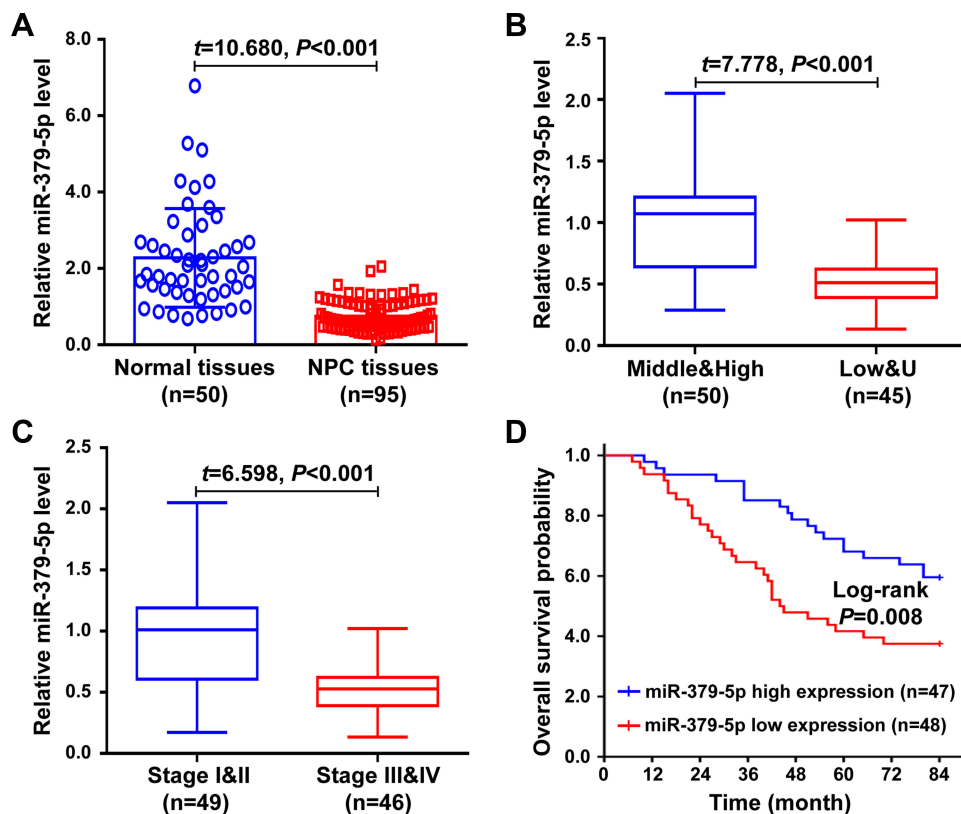 A
Relative miR-379-5p level
8.0
6.0
4.0
2.0
0.0
t=10.680, P<0.001
Normal tissues
(n=50)
NPC tissues
(n=95)
B
Relative miR-379-5p level
2.5
2.0
1.5
1.0
0.5
0.0
t=7.778, P<0.001
Middle&High
(n=50)
Low&U
(n=45)
C
Relative miR-379-5p level
2.5
2.0
1.5
1.0
0.5
0.0
t=6.598, P<0.001
Stage I&II
(n=49)
Stage III&IV
(n=46)
D
Overall survival probability
1.0
8.0
6.0
4.0
2.0
0.0
Log-rank
P=0.008
miR-379-5p high expression (n=47)
miR-379-5p low expression (n=48)
0 12 24 36 48 60 72 84
Time (month)